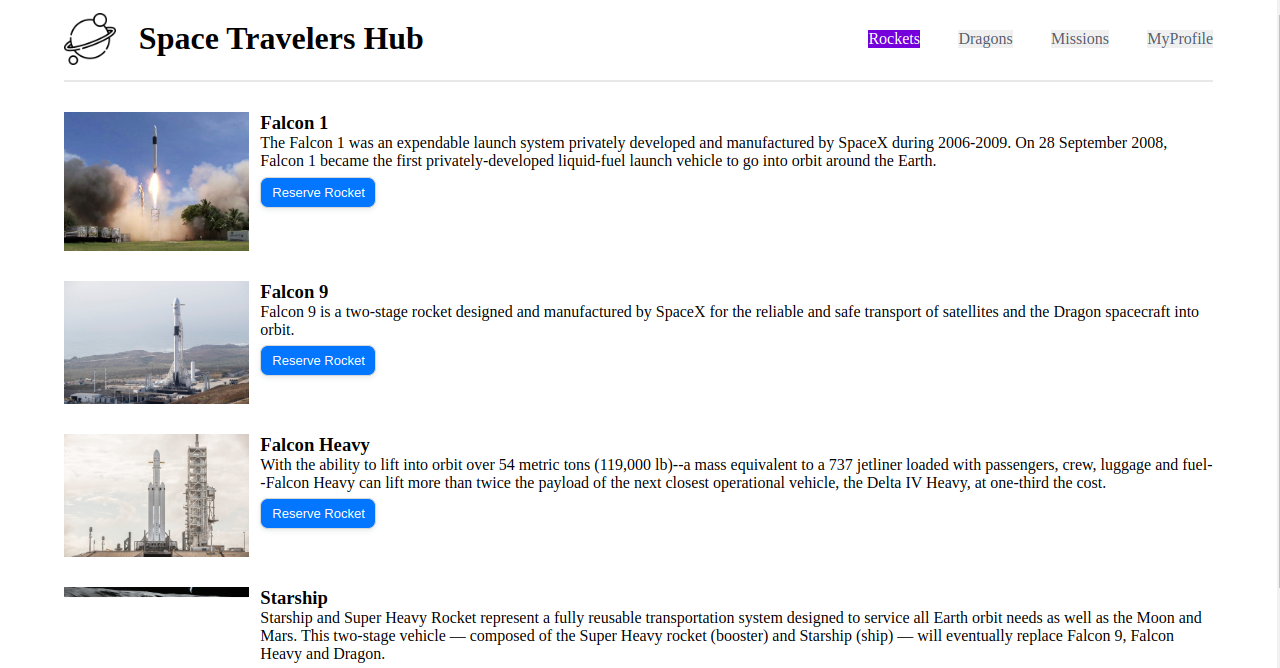 Space Travelers Hub
Rockets Dragons Missions MyProfile
Falcon 1
The Falcon 1 was an expendable launch system privately developed and manufactured by SpaceX during 2006-2009. On 28 September 2008,
Falcon 1 became the first privately-developed liquid-fuel launch vehicle to go into orbit around the Earth.
Reserve Rocket
Falcon 9
Falcon 9 is a two-stage rocket designed and manufactured by SpaceX for the reliable and safe transport of satellites and the Dragon spacecraft into
orbit.
Reserve Rocket
Falcon Heavy
With the ability to lift into orbit over 54 metric tons (119,000 lb)--a mass equivalent to a 737 jetliner loaded with passengers, crew, luggage and fuel-
-Falcon Heavy can lift more than twice the payload of the next closest operational vehicle, the Delta IV Heavy, at one-third the cost.
Reserve Rocket
Starship
Starship and Super Heavy Rocket represent a fully reusable transportation system designed to service all Earth orbit needs as well as the Moon and
Mars. This two-stage vehicle — composed of the Super Heavy rocket (booster) and Starship (ship) — will eventually replace Falcon 9, Falcon
Heavy and Dragon.